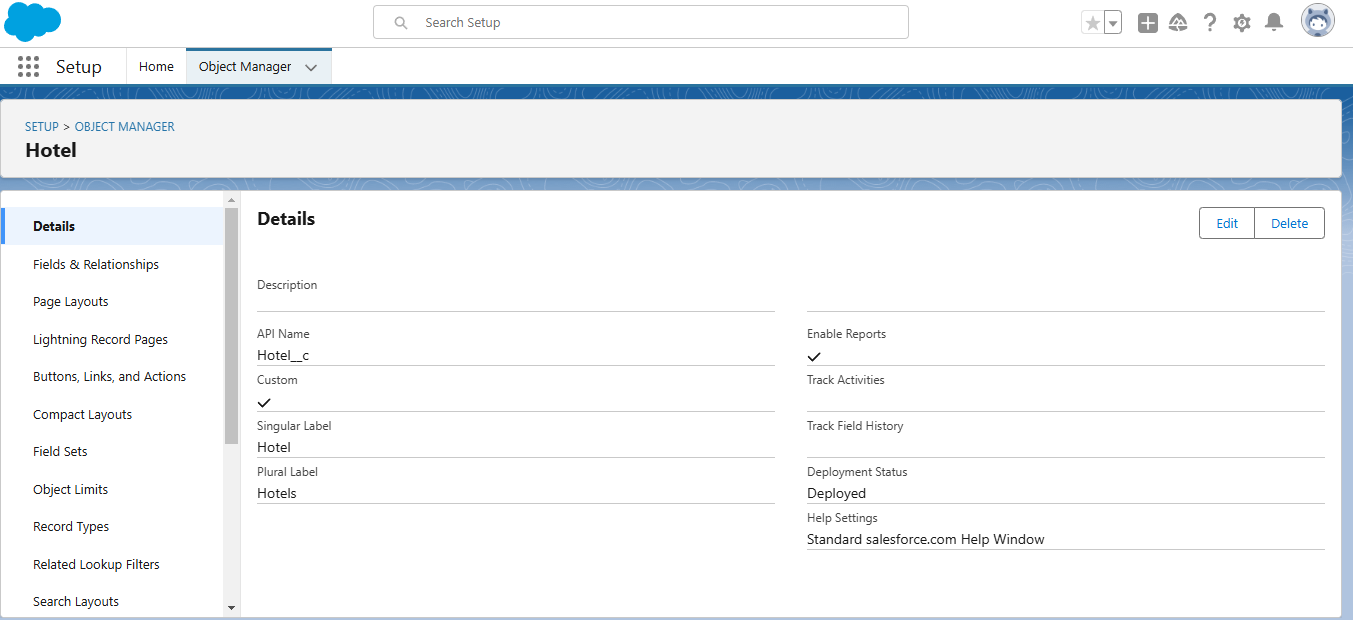 Search Setup
Setup
Home
Object Manager
SETUP > OBJECT MANAGER
Hotel
Details
Fields & Relationships
Page Layouts
Lightning Record Pages
Buttons, Links, and Actions
Compact Layouts
Field Sets
Object Limits
Record Types
Related Lookup Filters
Search Layouts
Details
Edit
Delete
Description
API Name
Hotel__c
Custom
Singular Label
Hotel
Plural Label
Hotels
Enable Reports
Track Activities
Track Field History
Deployment Status
Deployed
Help Settings
Standard salesforce.com Help Window